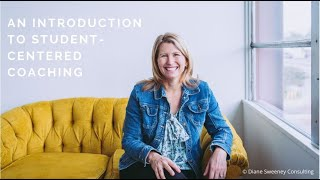 AN INTRODUCTION
TO STUDENT-
CENTERED
COACHING
© Diane Sweeney Consulting